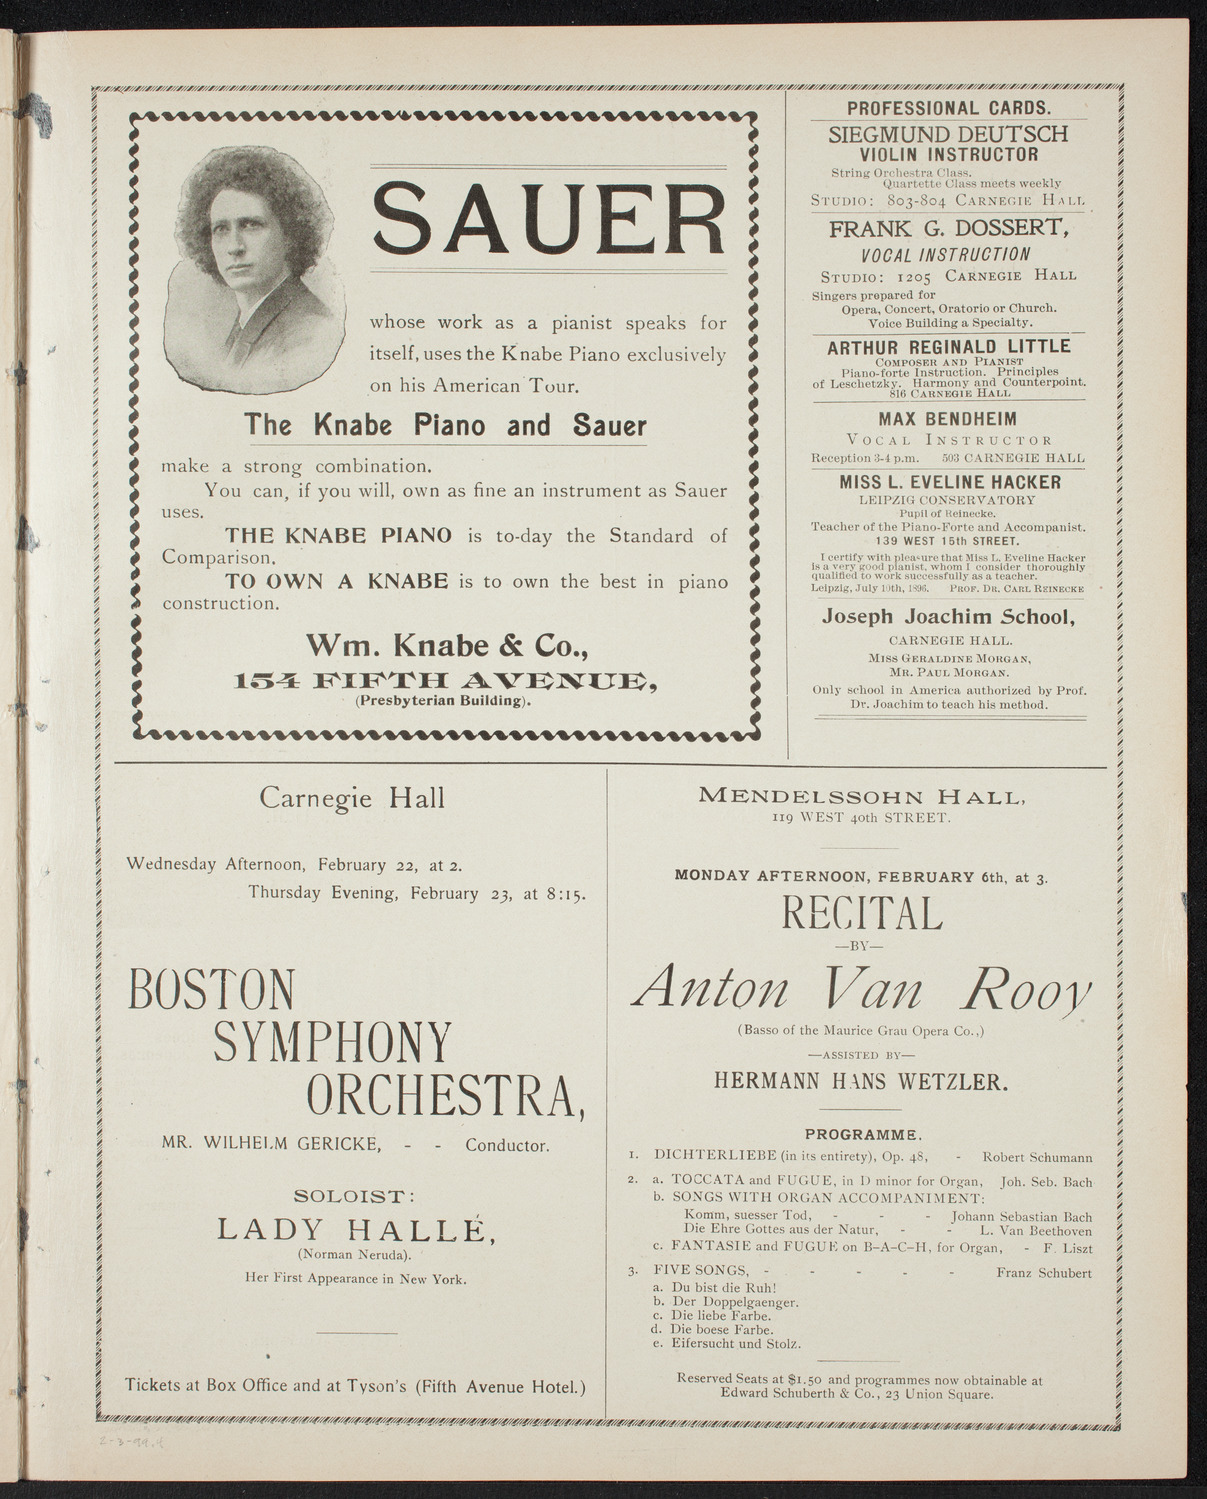 SAUER
whose work as a pianist speaks for
itself, uses the Knabe Piano exclusively
on his American Tour.
The Knabe Piano and Sauer
make a strong combination.
You can, if you will, own as fine an instrument as Sauer
uses.
THE KNABE PIANO is to-day the Standard of
Comparison.
TO OWN A KNABE is to own the best in piano
construction.
Wm. Knabe & Co.,
154 FIFTH AVENUE,
(Presbyterian Building).
PROFESSIONAL CARDS.
SIEGMUND DEUTSCH
VIOLIN INSTRUCTOR
String Orchestra Class.
Quartette Class meets weekly
STUDIO: 803-804 CARNEGIE HALL
FRANK G. DOSSERT,
VOCAL INSTRUCTION
STUDIO: 1205 CARNEGIE HALL
Singers prepared for
Opera, Concert, Oratorio or Church.
Voice Building a Specialty.
ARTHUR REGINALD LITTLE
COMPOSER AND PIANIST
Piano-forte Instruction. Principles
of Leschetzky. Harmony and Counterpoint.
816 CARNEGIE HALL
MAX BENDHEIM
VOCAL INSTRUCTOR
Reception 3-4 p.m. 503 CARNEGIE HALL
MISS L. EVELINE HACKER
LEIPZIG CONSERVATORY
Pupil of Reinecke.
Teacher of the Piano-Forte and Accompanist.
139 WEST 15th STREET.
I certify with pleasure that Miss L. Eveline Hacker
is a very good pianist, whom I consider thoroughly
qualified to work successfully as a teacher.
Leipzig, July 10th, 1896. PROF. DR. CARL REINECKE
Joseph Joachim School,
CARNEGIE HALL.
MISS GERALDINE MORGAN,
MR. PAUL MORGAN.
Only school in America authorized by Prof.
Dr. Joachim to teach his method.
Carnegie Hall
Wednesday Afternoon, February 22, at 2.
Thursday Evening, February 23, at 8:15.
BOSTON
SYMPHONY
ORCHESTRA,
MR. WILHELM GERICKE, - - Conductor.
SOLOIST:
LADY HALLÉ,
(Norman Neruda).
Her First Appearance in New York.
Tickets at Box Office and at Tyson's (Fifth Avenue Hotel.)
MENDELSSOHN HALL,
119 WEST 40th STREET.
MONDAY AFTERNOON, FEBRUARY 6th, at 3.
RECITAL
—BY—
Anton Van Rooy
(Basso of the Maurice Grau Opera Co.,)
—ASSISTED BY—
HERMANN HANS WETZLER.
PROGRAMME.
1. DICHTERLIEBE (in its entirety), Op. 48, - Robert Schumann
2. a. TOCCATA and FUGUE, in D minor for Organ, Joh. Seb. Bach
b. SONGS WITH ORGAN ACCOMPANIMENT:
Komm, suesser Tod, - - - Johann Sebastian Bach
Die Ehre Gottes aus der Natur, - - L. Van Beethoven
c. FANTASIE and FUGUE on B-A-C-H, for Organ, - F. Liszt
3. FIVE SONGS, - - - - - Franz Schubert
a. Du bist die Ruh!
b. Der Doppelgaenger.
c. Die liebe Farbe.
d. Die boese Farbe.
e. Eifersucht und Stolz.
Reserved Seats at $1.50 and programmes now obtainable at
Edward Schuberth & Co., 23 Union Square.